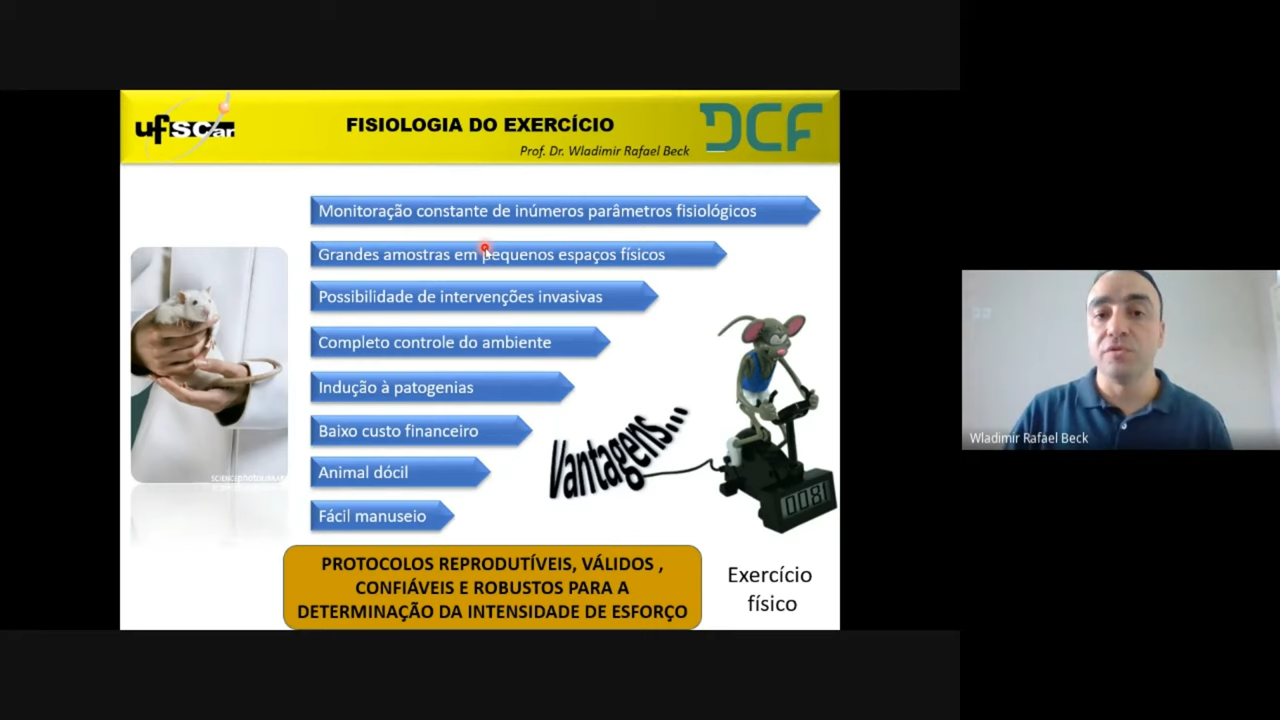 ufscar
FISIOLOGIA DO EXERCÍCIO
Prof. Dr. Wladimir Rafael Beck
DCF
Monitoração constante de inúmeros parâmetros fisiológicos
Grandes amostras em pequenos espaços físicos
Possibilidade de intervenções invasivas
Completo controle do ambiente
Indução à patogenias
Baixo custo financeiro
Animal dócil
Fácil manuseio
Vantagens...
0081
PROTOCOLOS REPRODUTÍVEIS, VÁLIDOS ,
CONFIÁVEIS E ROBUSTOS PARA A
DETERMINAÇÃO DA INTENSIDADE DE ESFORÇO
Exercício
físico
Wladimir Rafael Beck